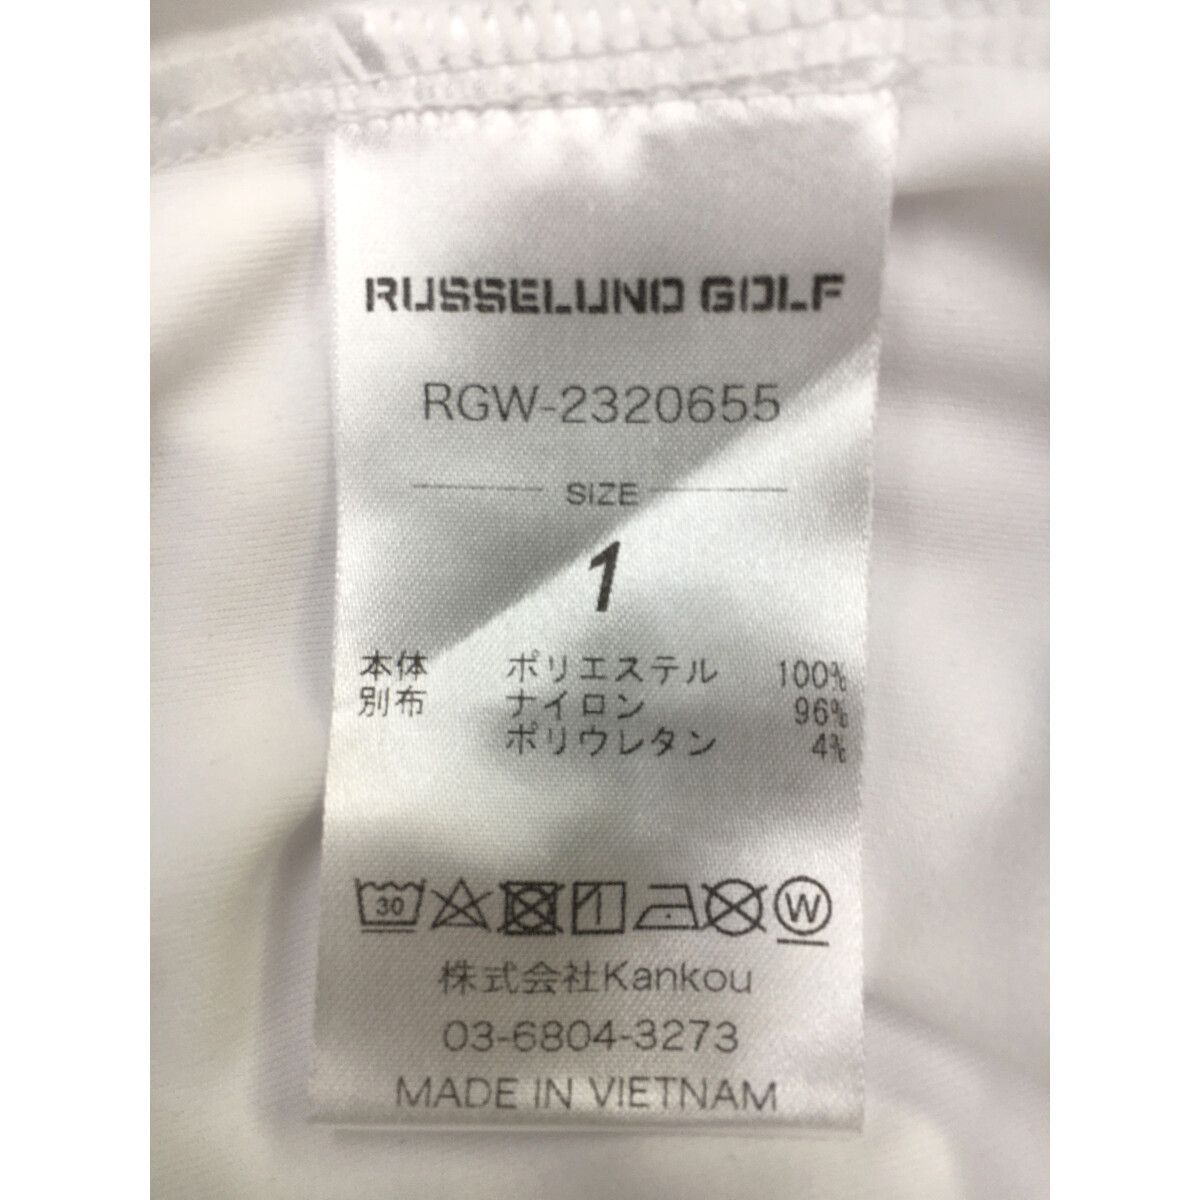 RUSSELUNO GOLF
RGW-2320655
SIZE
1
本体 ポリエステル 100%
別布 ナイロン 96%
ポリウレタン 4%
30 W
株式会社Kankou
03-6804-3273
MADE IN VIETNAM